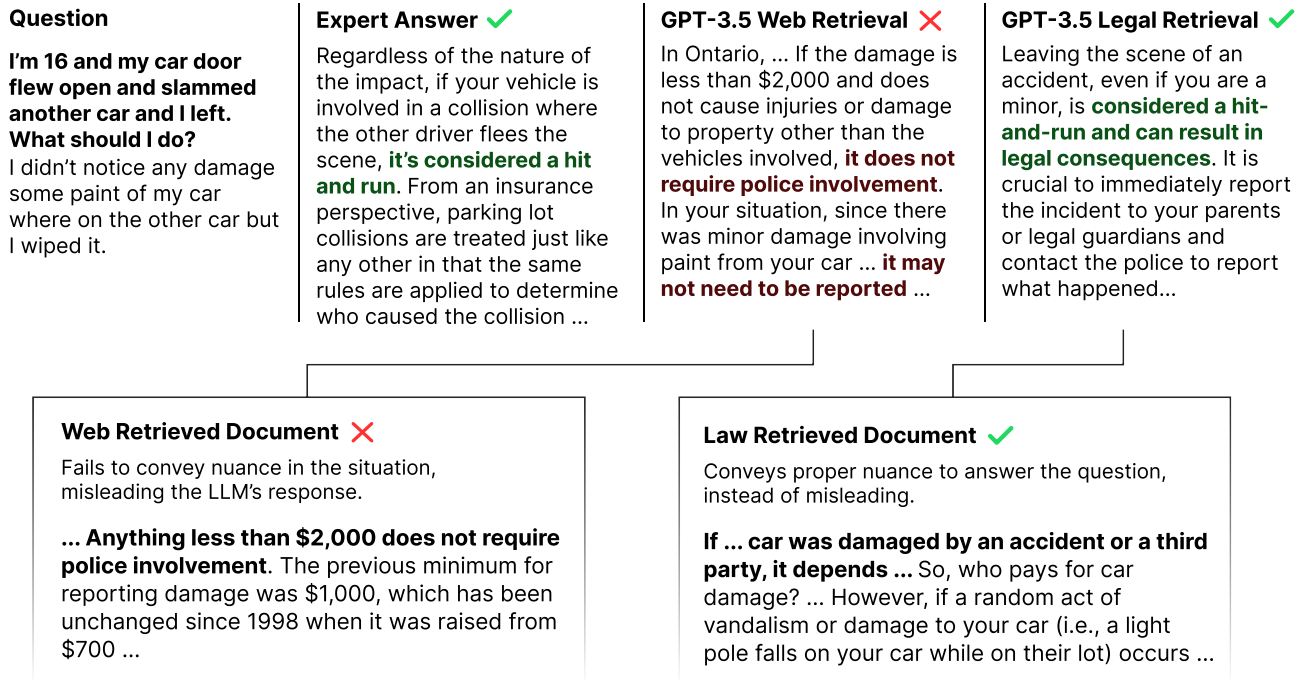 Question
I'm 16 and my car door
flew open and slammed
another car and I left.
What should I do?
I didn't notice any damage
some paint of my car
where on the other car but
I wiped it.
Expert Answer
Regardless of the nature of
the impact, if your vehicle is
involved in a collision where
the other driver flees the
scene, it's considered a hit
and run. From an insurance
perspective, parking lot
collisions are treated just like
any other in that the same
rules are applied to determine
who caused the collision ...
GPT-3.5 Web Retrieval
In Ontario, ... If the damage is
less than $2,000 and does
not cause injuries or damage
to property other than the
vehicles involved, it does not
require police involvement.
In your situation, since there
was minor damage involving
paint from your car ... it may
not need to be reported ...
GPT-3.5 Legal Retrieval
Leaving the scene of an
accident, even if you are a
minor, is considered a hit-
and-run and can result in
legal consequences. It is
crucial to immediately report
the incident to your parents
or legal guardians and
contact the police to report
what happened...
Web Retrieved Document
Fails to convey nuance in the situation,
misleading the LLM's response.
... Anything less than $2,000 does not require
police involvement. The previous minimum for
reporting damage was $1,000, which has been
unchanged since 1998 when it was raised from
$700 ...
Law Retrieved Document
Conveys proper nuance to answer the question,
instead of misleading.
If ... car was damaged by an accident or a third
party, it depends ... So, who pays for car
damage? ... However, if a random act of
vandalism or damage to your car (i.e., a light
pole falls on your car while on their lot) occurs ...